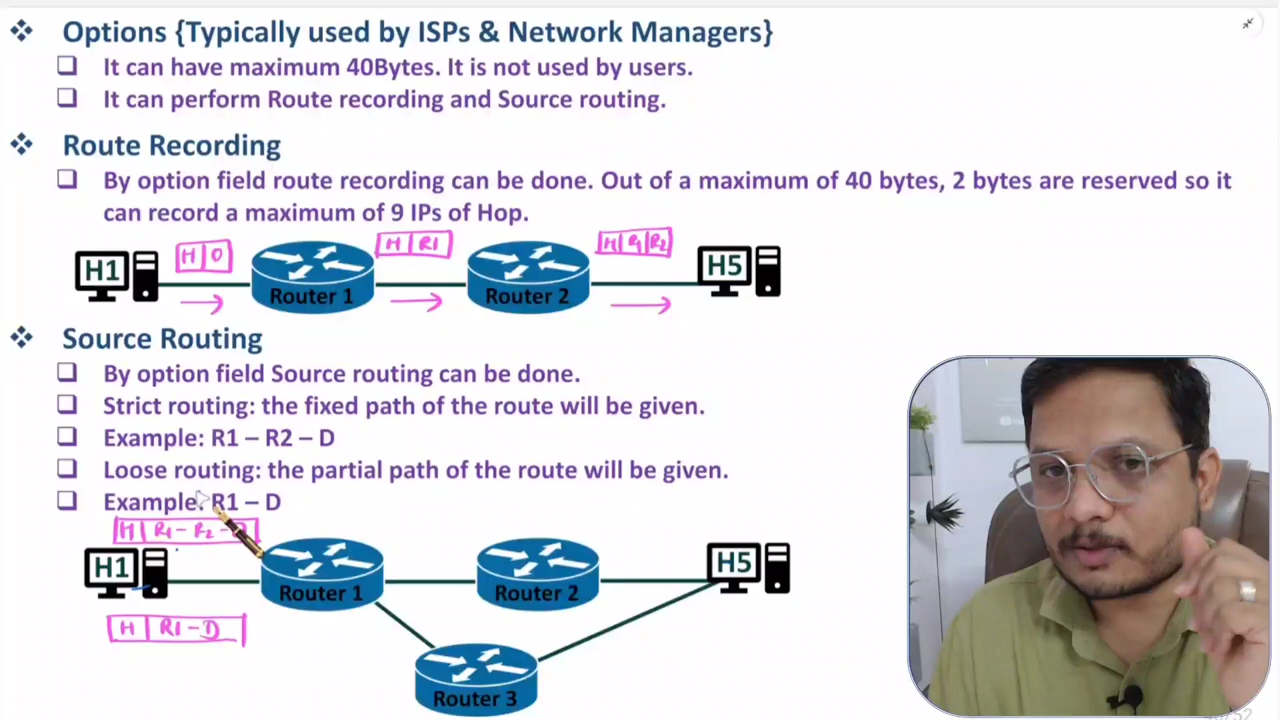 Options {Typically used by ISPs & Network Managers}
It can have maximum 40Bytes. It is not used by users.
It can perform Route recording and Source routing.
Route Recording
By option field route recording can be done. Out of a maximum of 40 bytes, 2 bytes are reserved so it
can record a maximum of 9 IPs of Hop.
H1 H O Router 1 H R1 Router 2 H R1 R2 H5
Source Routing
By option field Source routing can be done.
Strict routing: the fixed path of the route will be given.
Example: R1 – R2 – D
Loose routing: the partial path of the route will be given.
Example: R1 – D
H R1 - R2 -
H1 Router 1 Router 2 H5
H R1 - D
Router 3